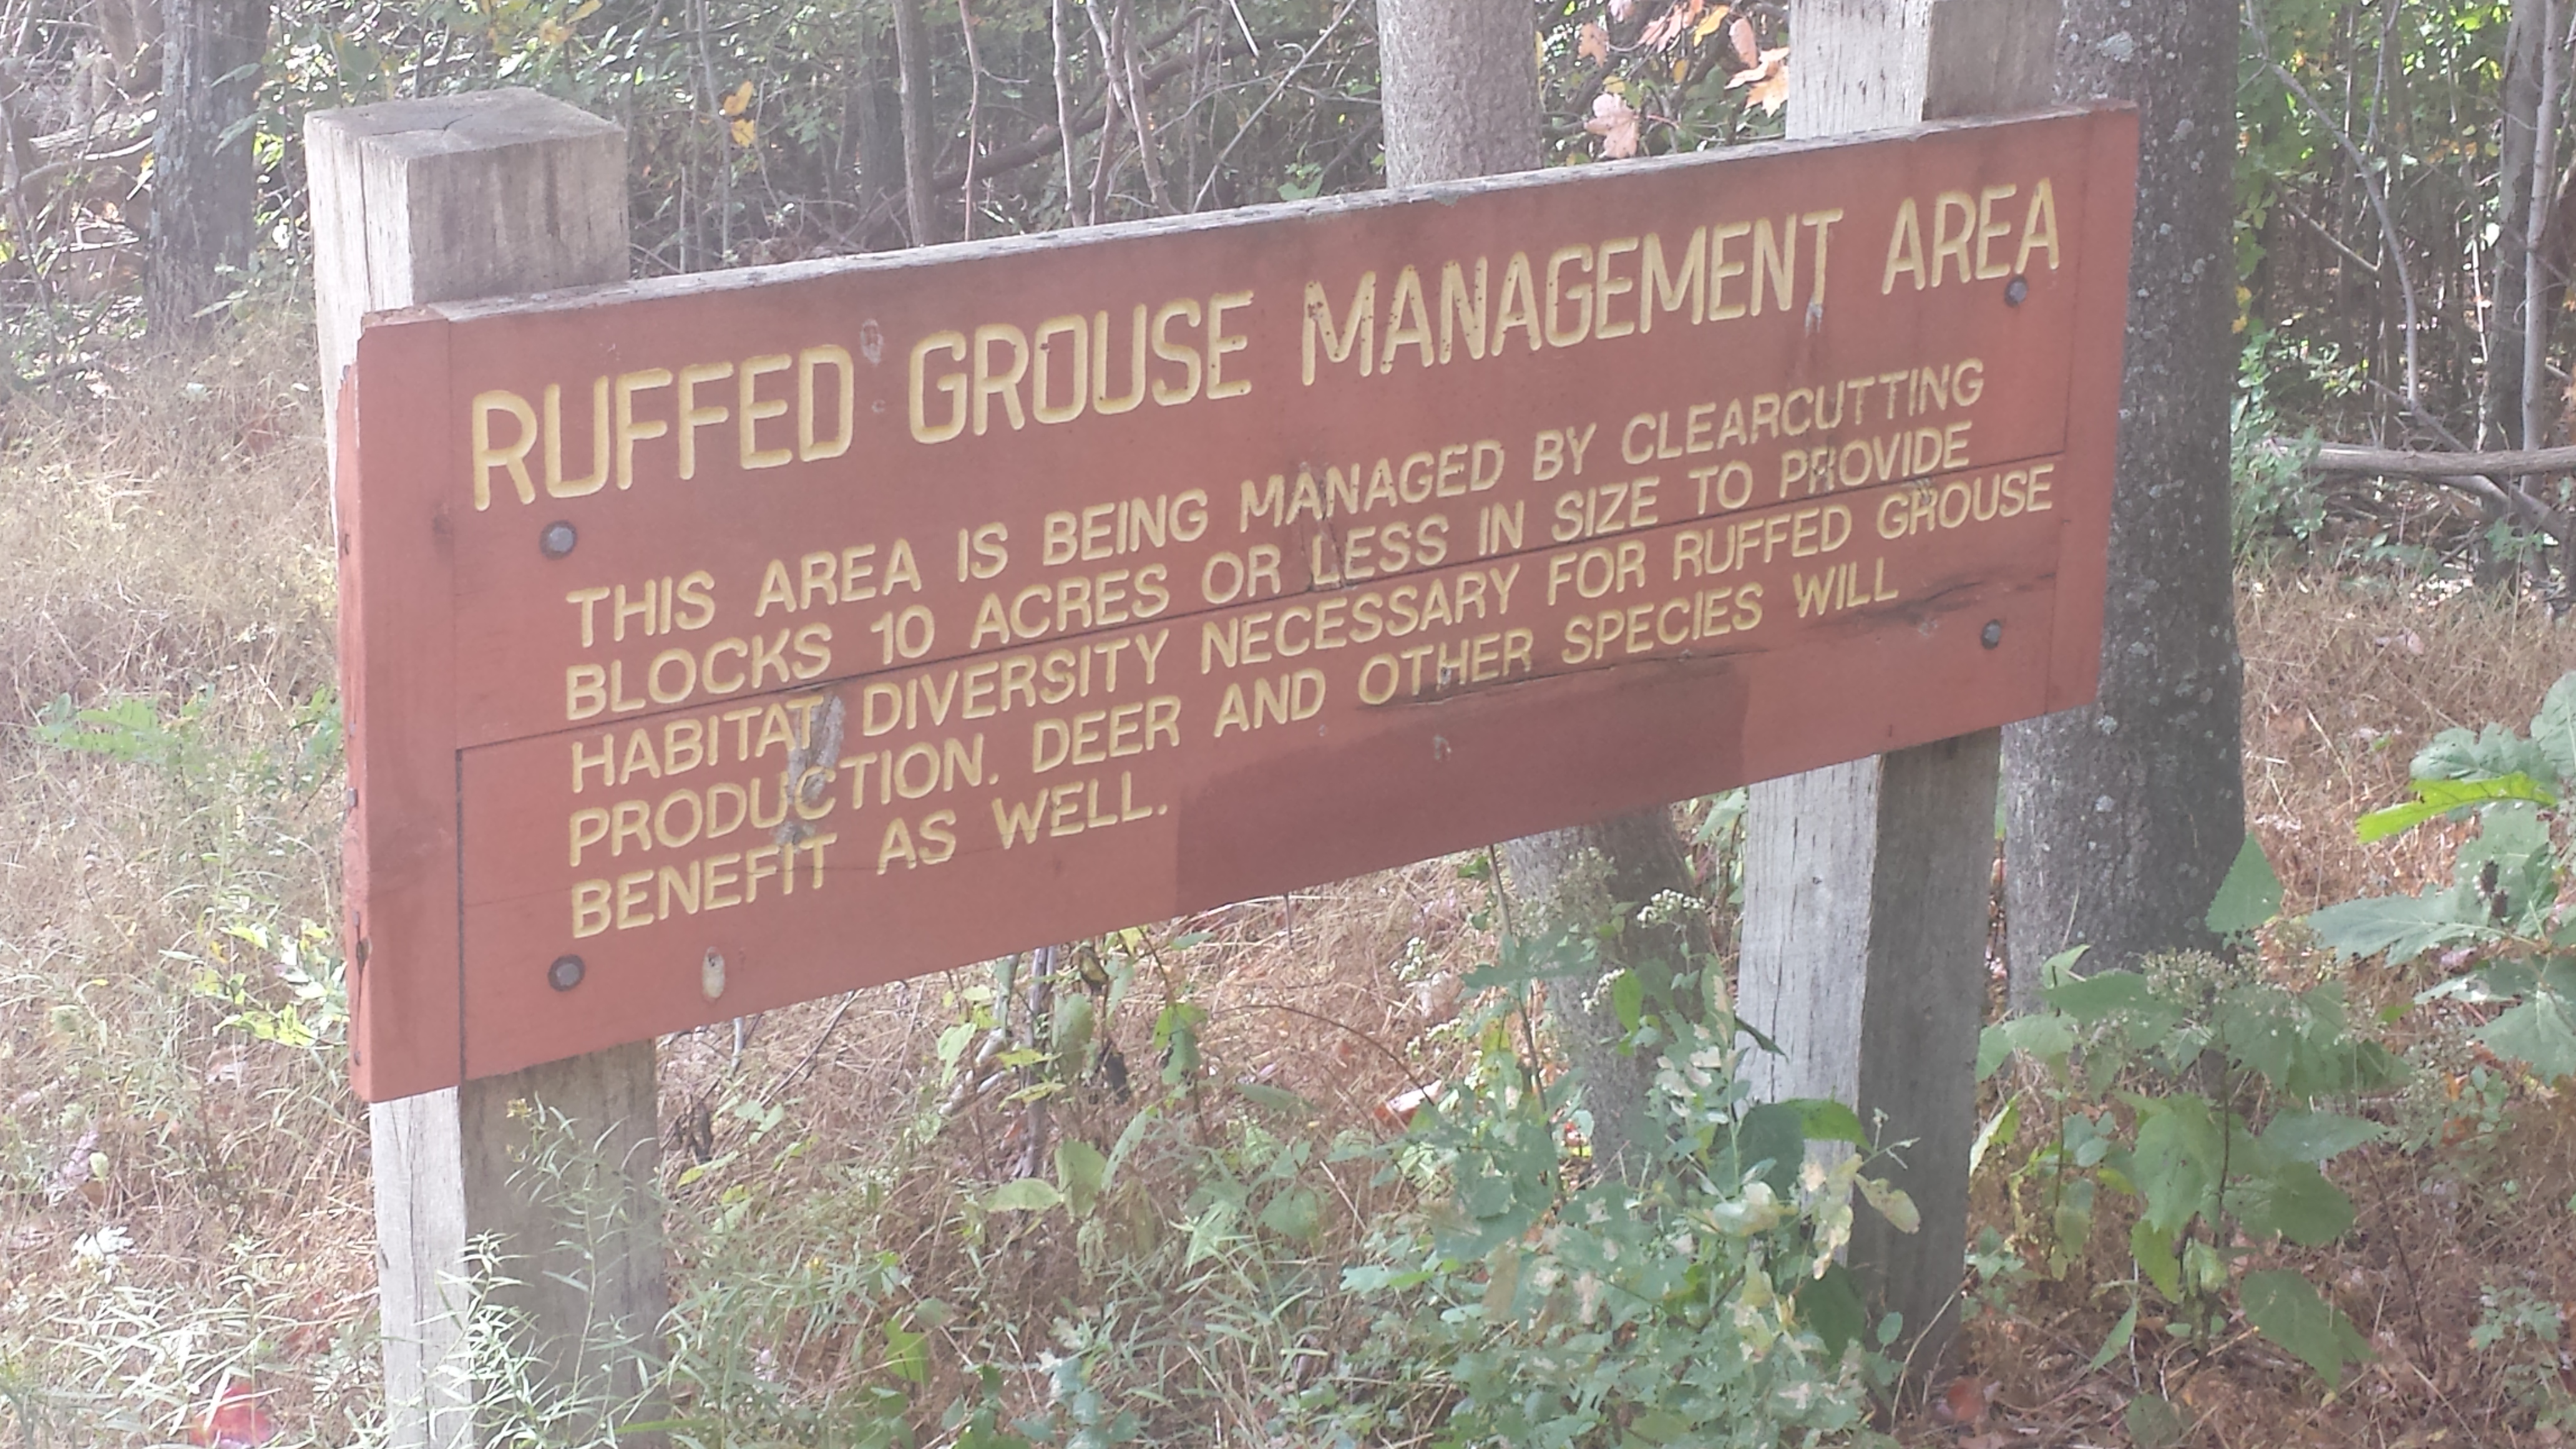 RUFFED GROUSE MANAGEMENT AREA
THIS AREA IS BEING MANAGED BY CLEARCUTTING
BLOCKS 10 ACRES OR LESS IN SIZE TO PROVIDE
HABITAT DIVERSITY NECESSARY FOR RUFFED GROUSE
PRODUCTION. DEER AND OTHER SPECIES WILL
BENEFIT AS WELL.